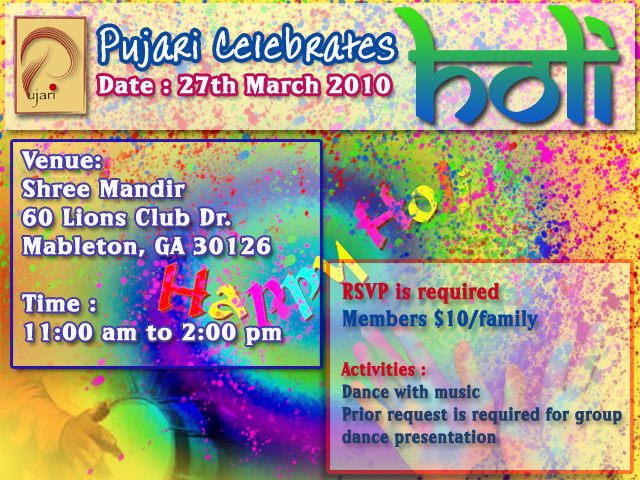 Pujari
Pujari Celebrates
Holi
Date : 27th March 2010
Venue:
Shree Mandir
60 Lions Club Dr.
Mableton, GA 30126
Time :
11:00 am to 2:00 pm
Happy Holi
RSVP is required
Members $10/family
Activities :
Dance with music
Prior request is required for group
dance presentation